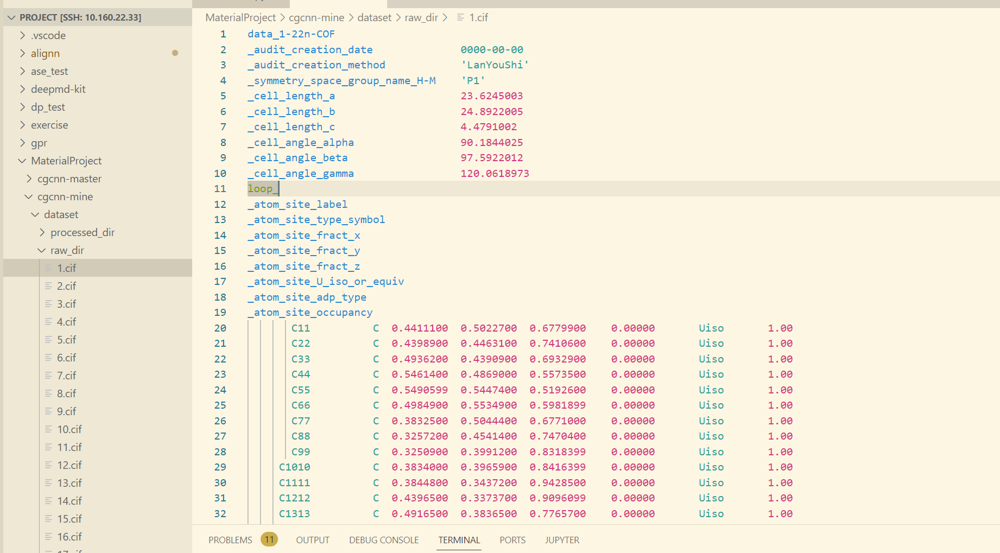 PROJECT [SSH: 10.160.22.33]
.vscode
alignn
ase_test
deepmd-kit
dp_test
exercise
gpr
MaterialProject
cgcnn-master
cgcnn-mine
dataset
processed_dir
raw_dir
1.cif
2.cif
3.cif
4.cif
5.cif
6.cif
7.cif
8.cif
9.cif
10.cif
11.cif
12.cif
13.cif
14.cif
15.cif
16.cif
MaterialProject > cgcnn-mine > dataset > raw_dir > 1.cif
1 data_1-22n-COF
2 _audit_creation_date 0000-00-00
3 _audit_creation_method 'LanYouShi'
4 _symmetry_space_group_name_H-M 'P1'
5 _cell_length_a 23.6245003
6 _cell_length_b 24.8922005
7 _cell_length_c 4.4791002
8 _cell_angle_alpha 90.1844025
9 _cell_angle_beta 97.5922012
10 _cell_angle_gamma 120.0618973
11 loop_
12 _atom_site_label
13 _atom_site_type_symbol
14 _atom_site_fract_x
15 _atom_site_fract_y
16 _atom_site_fract_z
17 _atom_site_U_iso_or_equiv
18 _atom_site_adp_type
19 _atom_site_occupancy
20 C11 C 0.4411100 0.5022700 0.6779900 0.00000 Uiso 1.00
21 C22 C 0.4398900 0.4463100 0.7410600 0.00000 Uiso 1.00
22 C33 C 0.4936200 0.4390900 0.6932900 0.00000 Uiso 1.00
23 C44 C 0.5461400 0.4869000 0.5573500 0.00000 Uiso 1.00
24 C55 C 0.5490599 0.5447400 0.5192600 0.00000 Uiso 1.00
25 C66 C 0.4984900 0.5534900 0.5981899 0.00000 Uiso 1.00
26 C77 C 0.3832500 0.5044400 0.6771000 0.00000 Uiso 1.00
27 C88 C 0.3257200 0.4541400 0.7470400 0.00000 Uiso 1.00
28 C99 C 0.3250900 0.3991200 0.8318399 0.00000 Uiso 1.00
29 C1010 C 0.3834000 0.3965900 0.8416399 0.00000 Uiso 1.00
30 C1111 C 0.3844800 0.3437200 0.9428500 0.00000 Uiso 1.00
31 C1212 C 0.4396500 0.3373700 0.9096099 0.00000 Uiso 1.00
32 C1313 C 0.4916500 0.3836500 0.7765700 0.00000 Uiso 1.00
PROBLEMS 11 OUTPUT DEBUG CONSOLE TERMINAL PORTS JUPYTER